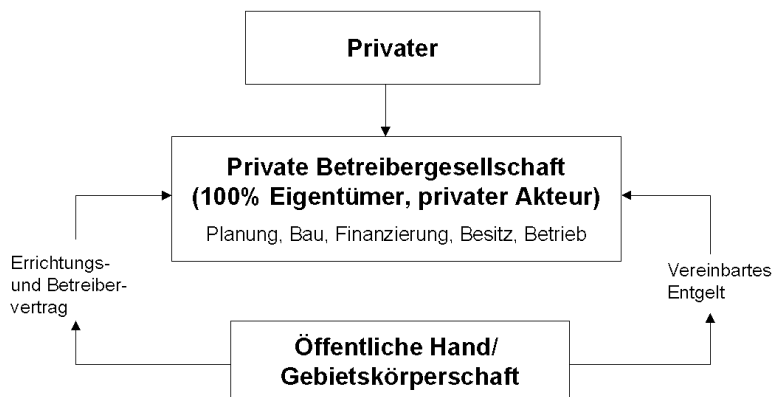 Privater
Private Betreibergesellschaft
(100% Eigentümer, privater Akteur)
Planung, Bau, Finanzierung, Besitz, Betrieb
Errichtungs-
und Betreiber-
vertrag
Vereinbartes
Entgelt
Öffentliche Hand/
Gebietskörperschaft